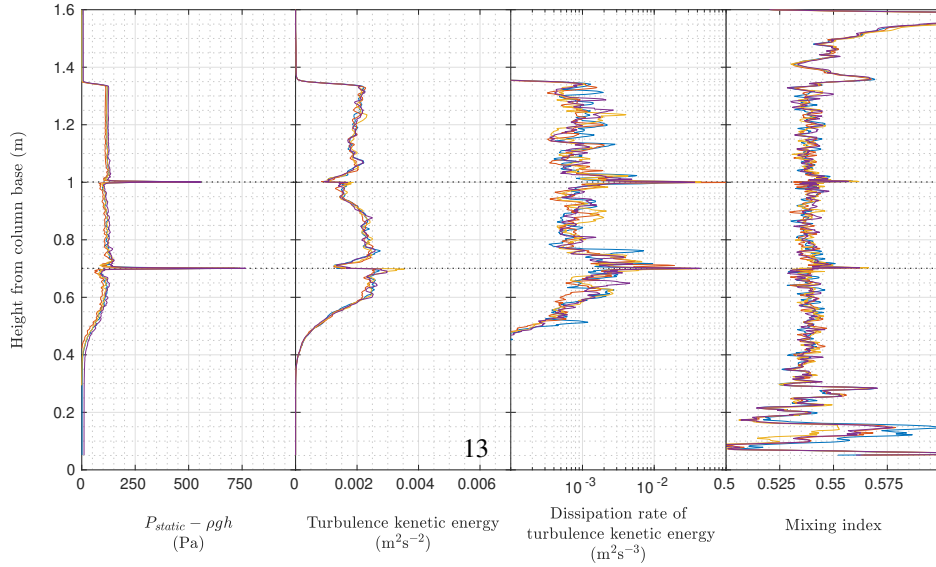 Height from column base (m)
1.6
1.4
1.2
1
0.8
0.6
0.4
0.2
0
13
0 250 500 750
0 0.002 0.004 0.006
10^-3 10^-2
0.5 0.525 0.55 0.575
P_static − ρgh
(Pa)
Turbulence kenetic energy
(m²s⁻²)
Dissipation rate of
turbulence kenetic energy
(m²s⁻³)
Mixing index